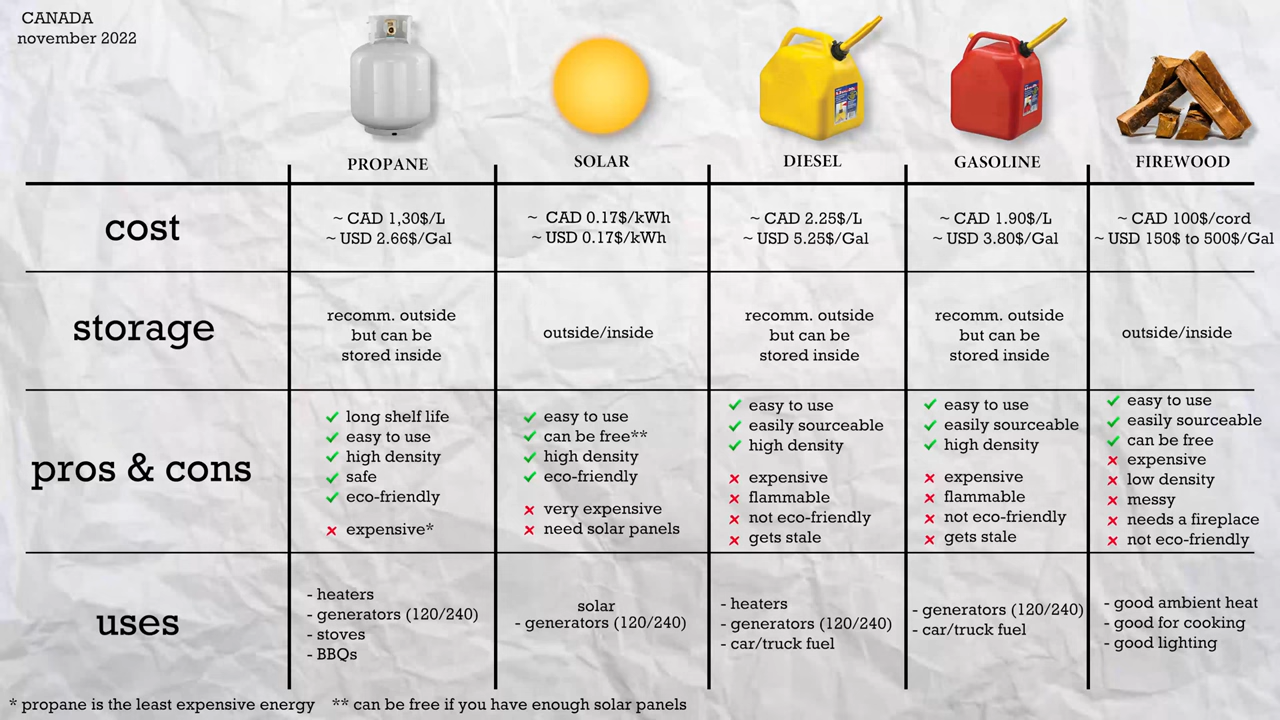 CANADA
november 2022
PROPANE
SOLAR
DIESEL
GASOLINE
FIREWOOD
cost
~ CAD 1,30$/L
~ USD 2.66$/Gal
~ CAD 0.17$/kWh
~ USD 0.17$/kWh
~ CAD 2.25$/L
~ USD 5.25$/Gal
~ CAD 1.90$/L
~ USD 3.80$/Gal
~ CAD 100$/cord
~ USD 150$ to 500$/Gal
storage
recomm. outside
but can be
stored inside
outside/inside
recomm. outside
but can be
stored inside
recomm. outside
but can be
stored inside
outside/inside
pros & cons
✓ long shelf life
✓ easy to use
✓ high density
✓ safe
✓ eco-friendly
✗ expensive*
✓ easy to use
✓ can be free**
✓ high density
✓ eco-friendly
✗ very expensive
✗ need solar panels
✓ easy to use
✓ easily sourceable
✓ high density
✗ expensive
✗ flammable
✗ not eco-friendly
✗ gets stale
✓ easy to use
✓ easily sourceable
✓ high density
✗ expensive
✗ flammable
✗ not eco-friendly
✗ gets stale
✓ easy to use
✓ easily sourceable
✓ can be free
✗ expensive
✗ low density
✗ messy
✗ needs a fireplace
✗ not eco-friendly
uses
- heaters
- generators (120/240)
- stoves
- BBQs
solar
- generators (120/240)
- heaters
- generators (120/240)
- car/truck fuel
- generators (120/240)
- car/truck fuel
- good ambient heat
- good for cooking
- good lighting
* propane is the least expensive energy
** can be free if you have enough solar panels